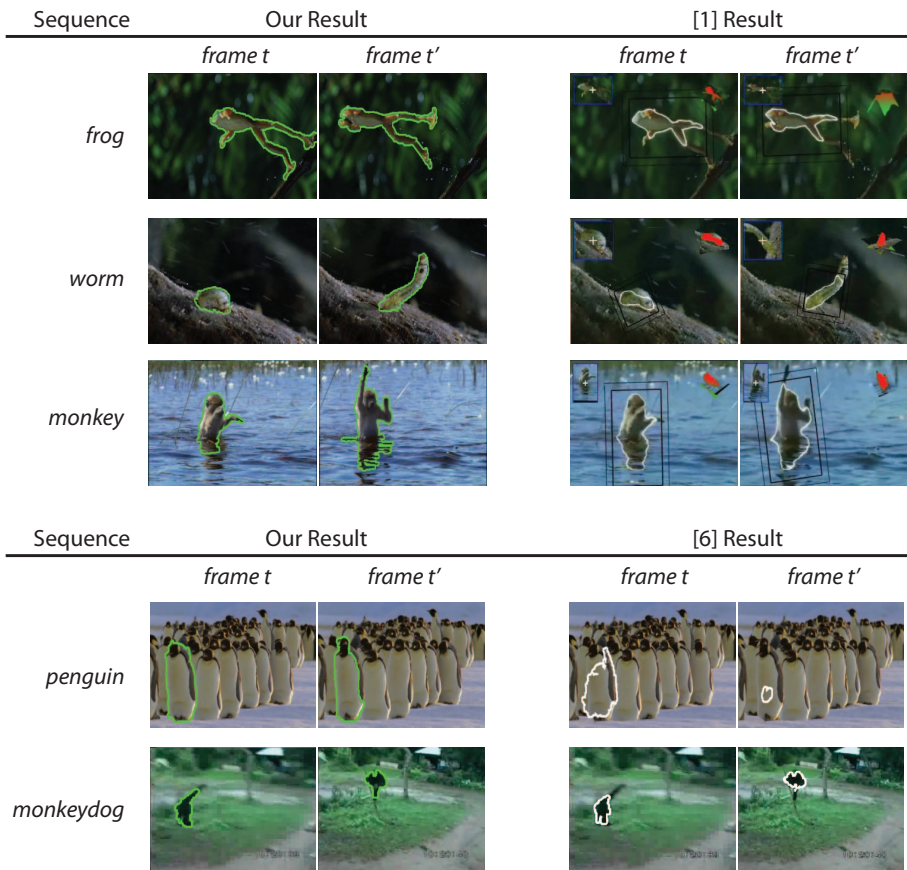 Sequence Our Result [1] Result
frame t frame t’ frame t frame t’
frog
worm
monkey
Sequence Our Result [6] Result
frame t frame t’ frame t frame t’
penguin
monkeydog